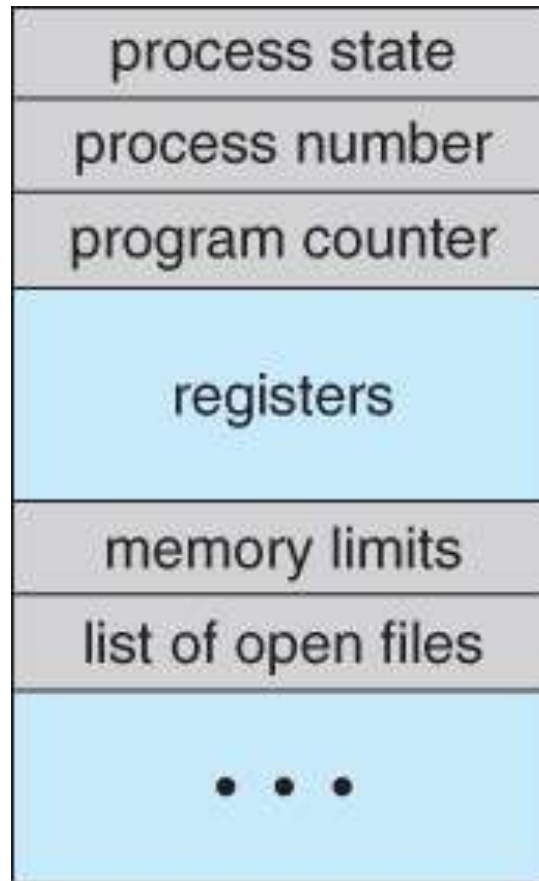 process state
process number
program counter
registers
memory limits
list of open files
• • •